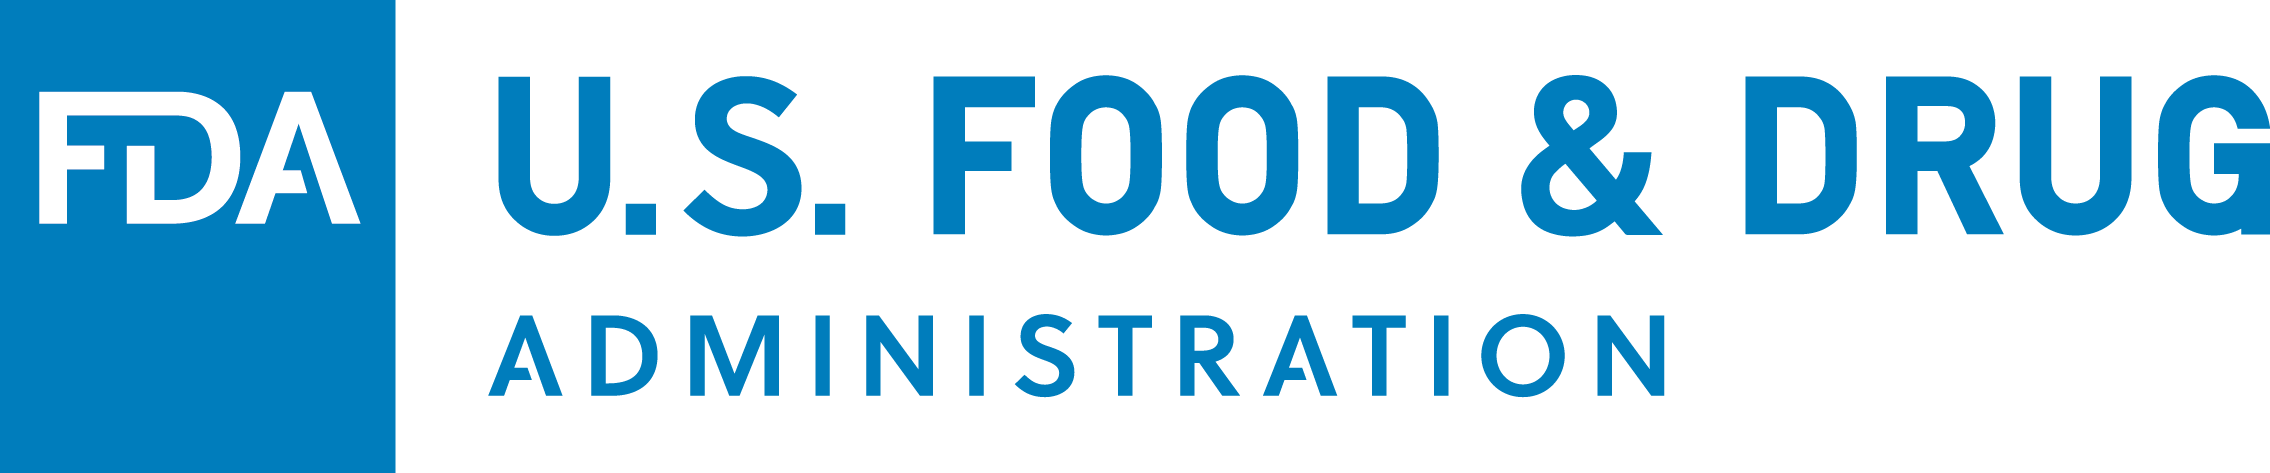 FDA
U.S. FOOD & DRUG
ADMINISTRATION